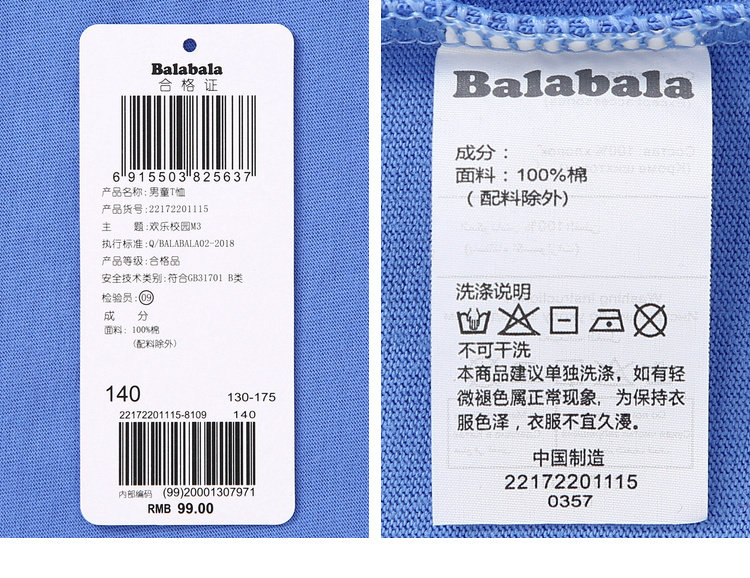 Balabala
合格证
6 915503 825637
产品名称:男童T恤
产品货号:22172201115
主 题:欢乐校园M3
执行标准:Q/BALABALA02-2018
产品等级:合格品
安全技术类别:符合GB31701 B类
检验员:09
成 分
面料: 100%棉
(配料除外)
140 130-175
22172201115-8109 140
内部编码 (99)20001307971
RMB 99.00
Balabala
成分：
面料：100%棉
（配料除外）
洗涤说明
不可干洗
本商品建议单独洗涤，如有轻
微褪色属正常现象，为保持衣
服色泽，衣服不宜久漫。
中国制造
22172201115
0357